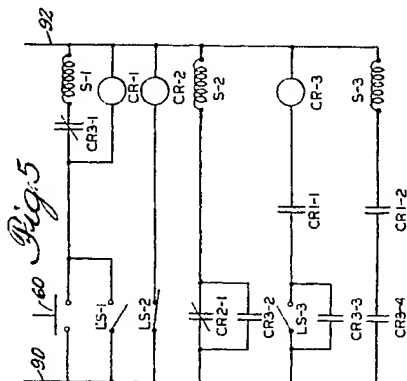 Fig. 5
90
92
60
S-1
CR3-1
CR-1
LS-1
LS-2
CR-2
S-2
CR2-1
CR3-2
CR-3
CR1-1
LS-3
CR3-3
S-3
CR1-2
CR3-4